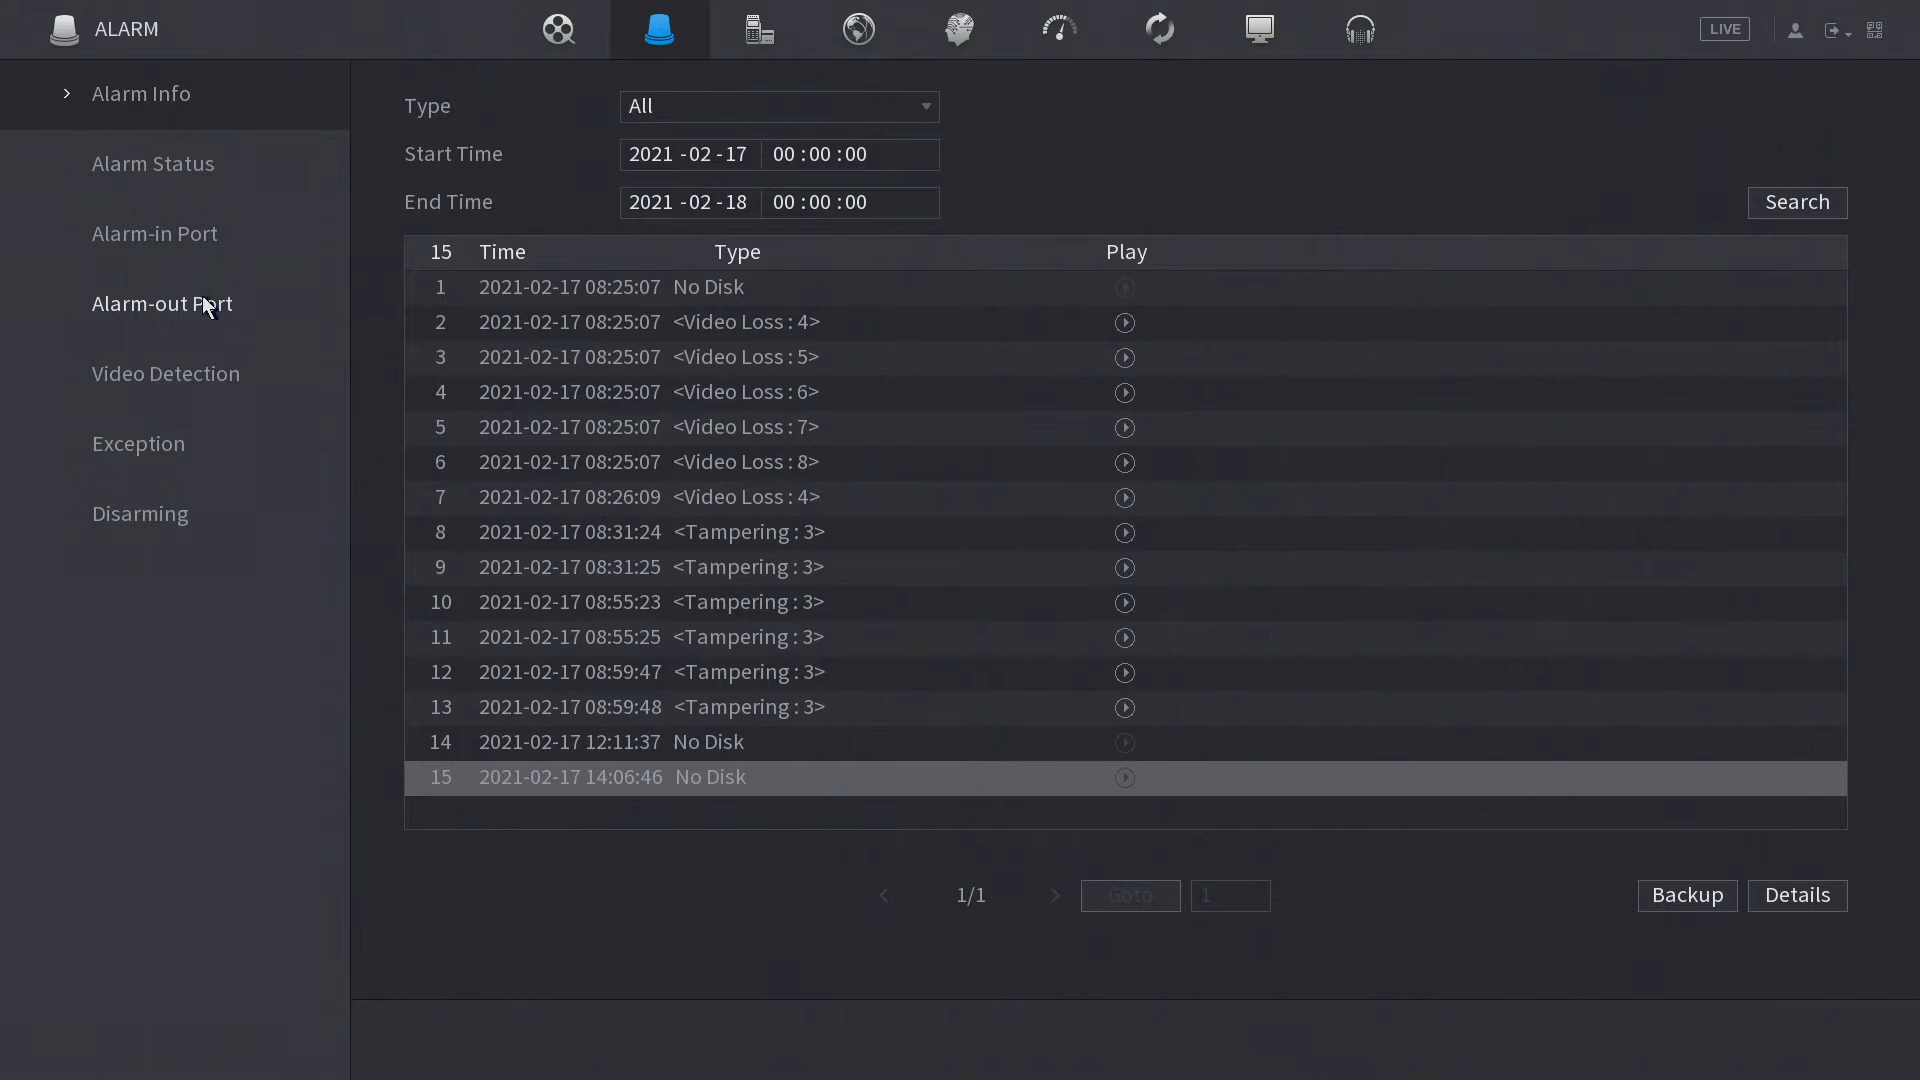 ALARM
LIVE
Alarm Info
Alarm Status
Alarm-in Port
Alarm-out Port
Video Detection
Exception
Disarming
Type All
Start Time 2021 -02 -17 00 : 00 : 00
End Time 2021 -02 -18 00 : 00 : 00
Search
15 Time Type Play
1 2021-02-17 08:25:07 No Disk
2 2021-02-17 08:25:07 <Video Loss : 4>
3 2021-02-17 08:25:07 <Video Loss : 5>
4 2021-02-17 08:25:07 <Video Loss : 6>
5 2021-02-17 08:25:07 <Video Loss : 7>
6 2021-02-17 08:25:07 <Video Loss : 8>
7 2021-02-17 08:26:09 <Video Loss : 4>
8 2021-02-17 08:31:24 <Tampering : 3>
9 2021-02-17 08:31:25 <Tampering : 3>
10 2021-02-17 08:55:23 <Tampering : 3>
11 2021-02-17 08:55:25 <Tampering : 3>
12 2021-02-17 08:59:47 <Tampering : 3>
13 2021-02-17 08:59:48 <Tampering : 3>
14 2021-02-17 12:11:37 No Disk
15 2021-02-17 14:06:46 No Disk
1/1 Goto 1
Backup Details